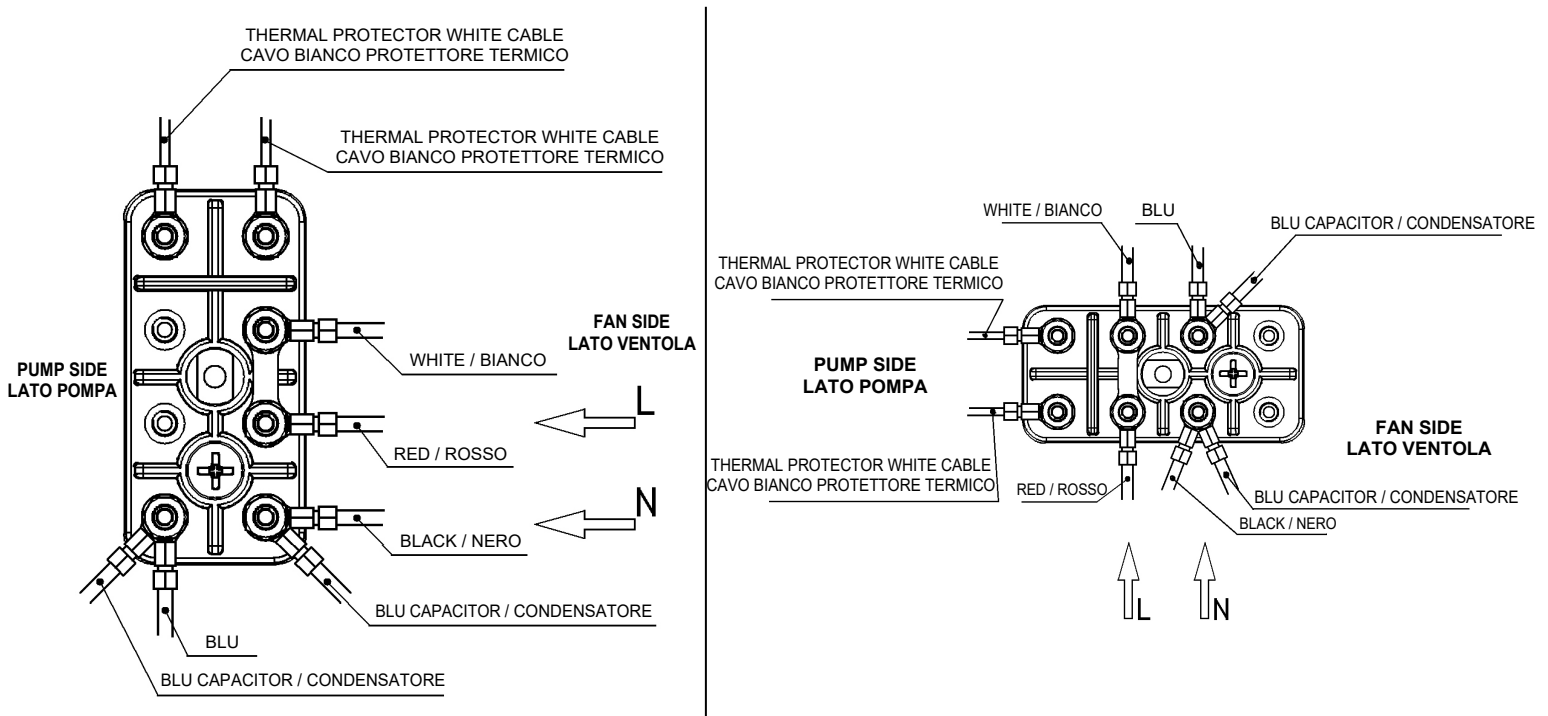 THERMAL PROTECTOR WHITE CABLE
CAVO BIANCO PROTETTORE TERMICO
THERMAL PROTECTOR WHITE CABLE
CAVO BIANCO PROTETTORE TERMICO
FAN SIDE
LATO VENTOLA
WHITE / BIANCO
PUMP SIDE
LATO POMPA
L
RED / ROSSO
N
BLACK / NERO
BLU CAPACITOR / CONDENSATORE
BLU
BLU CAPACITOR / CONDENSATORE
WHITE / BIANCO
BLU
BLU CAPACITOR / CONDENSATORE
THERMAL PROTECTOR WHITE CABLE
CAVO BIANCO PROTETTORE TERMICO
PUMP SIDE
LATO POMPA
FAN SIDE
LATO VENTOLA
THERMAL PROTECTOR WHITE CABLE
CAVO BIANCO PROTETTORE TERMICO
RED / ROSSO
BLU CAPACITOR / CONDENSATORE
BLACK / NERO
L
N